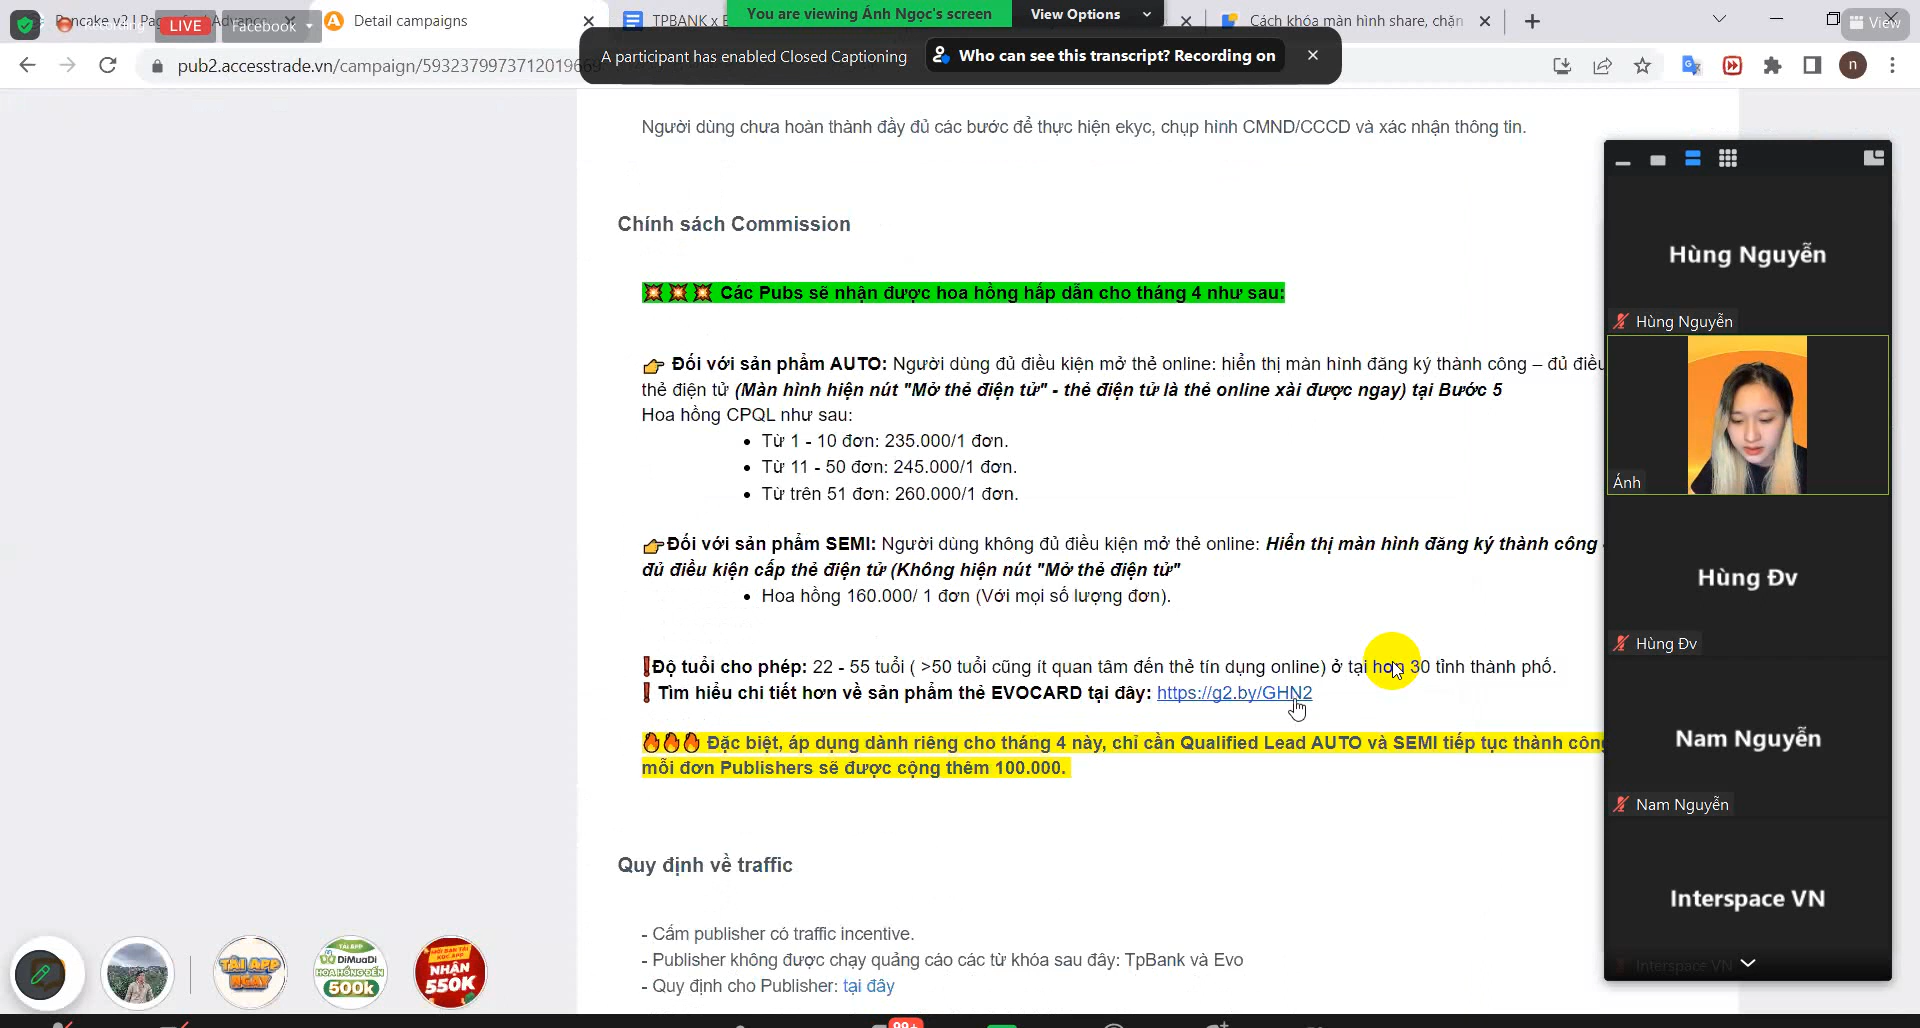 Pancake v2 | Pag
Advance
LIVE
Facebook
Detail campaigns
TPBANK x E
You are viewing Ánh Ngọc's screen
View Options
Cách khóa màn hình share, chặn
View
pub2.accesstrade.vn/campaign/5932379973712019669
A participant has enabled Closed Captioning
Who can see this transcript? Recording on
n
Người dùng chưa hoàn thành đầy đủ các bước để thực hiện ekyc, chụp hình CMND/CCCD và xác nhận thông tin.
Chính sách Commission
💥 💥 💥 Các Pubs sẽ nhận được hoa hồng hấp dẫn cho tháng 4 như sau:
👉 Đối với sản phẩm AUTO: Người dùng đủ điều kiện mở thẻ online: hiển thị màn hình đăng ký thành công – đủ điều
thẻ điện tử (Màn hình hiện nút "Mở thẻ điện tử" - thẻ điện tử là thẻ online xài được ngay) tại Bước 5
Hoa hồng CPQL như sau:
• Từ 1 - 10 đơn: 235.000/1 đơn.
• Từ 11 - 50 đơn: 245.000/1 đơn.
• Từ trên 51 đơn: 260.000/1 đơn.
👉Đối với sản phẩm SEMI: Người dùng không đủ điều kiện mở thẻ online: Hiển thị màn hình đăng ký thành công
đủ điều kiện cấp thẻ điện tử (Không hiện nút "Mở thẻ điện tử"
• Hoa hồng 160.000/ 1 đơn (Với mọi số lượng đơn).
❗Độ tuổi cho phép: 22 - 55 tuổi ( >50 tuổi cũng ít quan tâm đến thẻ tín dụng online) ở tại hơn 30 tỉnh thành phố.
❗ Tìm hiểu chi tiết hơn về sản phẩm thẻ EVOCARD tại đây: https://g2.by/GHN2
🔥🔥🔥 Đặc biệt, áp dụng dành riêng cho tháng 4 này, chỉ cần Qualified Lead AUTO và SEMI tiếp tục thành công
mỗi đơn Publishers sẽ được cộng thêm 100.000.
Quy định về traffic
- Cấm publisher có traffic incentive.
- Publisher không được chạy quảng cáo các từ khóa sau đây: TpBank và Evo
- Quy định cho Publisher: tại đây
Hùng Nguyễn
Hùng Nguyễn
Ánh
Hùng Đv
Hùng Đv
Nam Nguyễn
Nam Nguyễn
Interspace VN
Interspace VN
TẢI APP
NGAY
TẢI APP
DiMuaDi
HOA HỒNG ĐẾN
500k
NHẬN
550K
99+